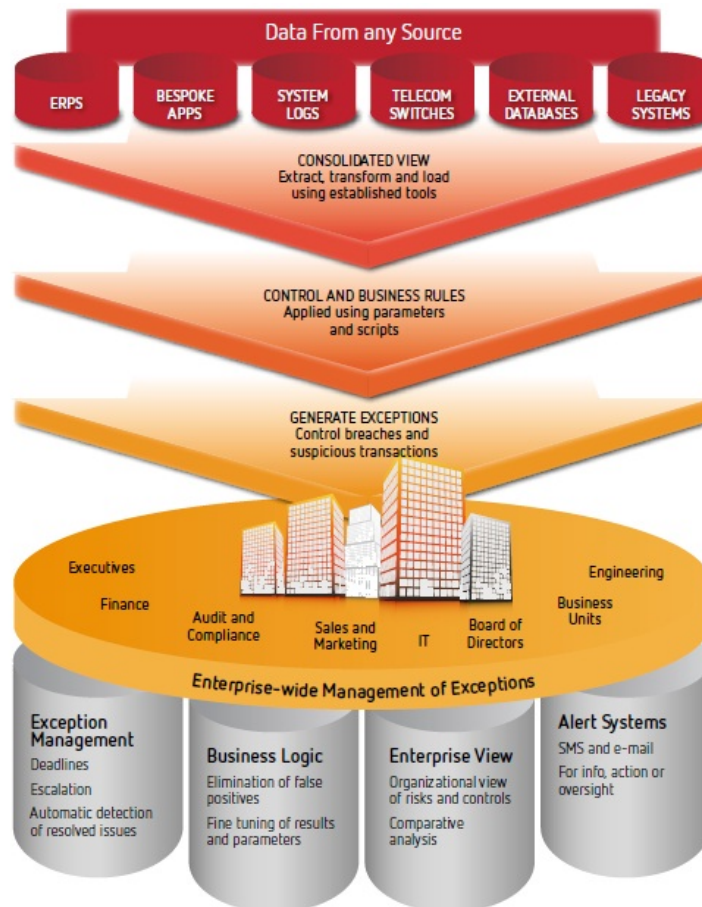 Data From any Source
ERPS
BESPOKE
APPS
SYSTEM
LOGS
TELECOM
SWITCHES
EXTERNAL
DATABASES
LEGACY
SYSTEMS
CONSOLIDATED VIEW
Extract, transform and load
using established tools
CONTROL AND BUSINESS RULES
Applied using parameters
and scripts
GENERATE EXCEPTIONS
Control breaches and
suspicious transactions
Executives
Finance
Audit and
Compliance
Sales and
Marketing
IT
Board of
Directors
Business
Units
Engineering
Enterprise-wide Management of Exceptions
Exception
Management
Deadlines
Escalation
Automatic detection
of resolved issues
Business Logic
Elimination of false
positives
Fine tuning of results
and parameters
Enterprise View
Organizational view
of risks and controls
Comparative
analysis
Alert Systems
SMS and e-mail
For info, action or
oversight